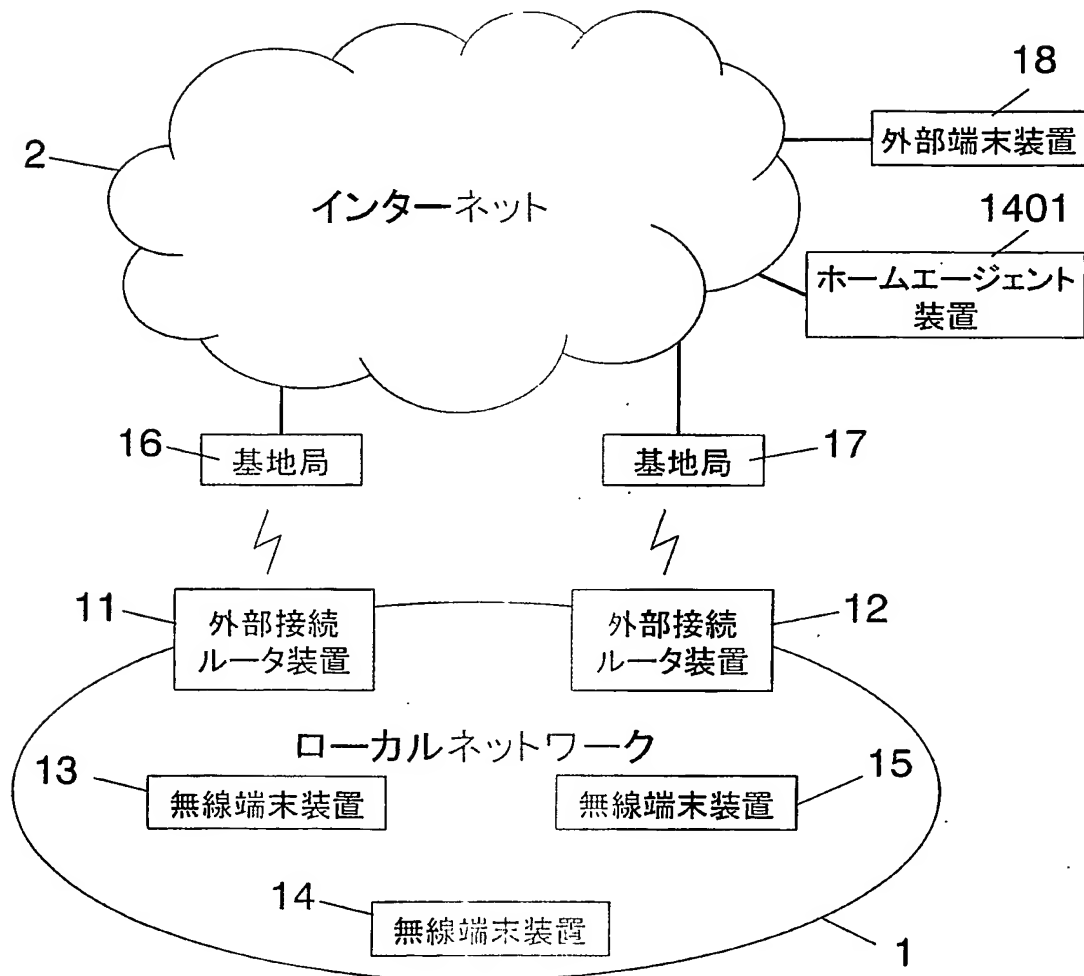 18
外部端末装置
2
インターネット
1401
ホームエージェント
装置
16
基地局
17
基地局
11
外部接続
ルータ装置
12
外部接続
ルータ装置
ローカルネットワーク
13
無線端末装置
15
無線端末装置
14
無線端末装置
1